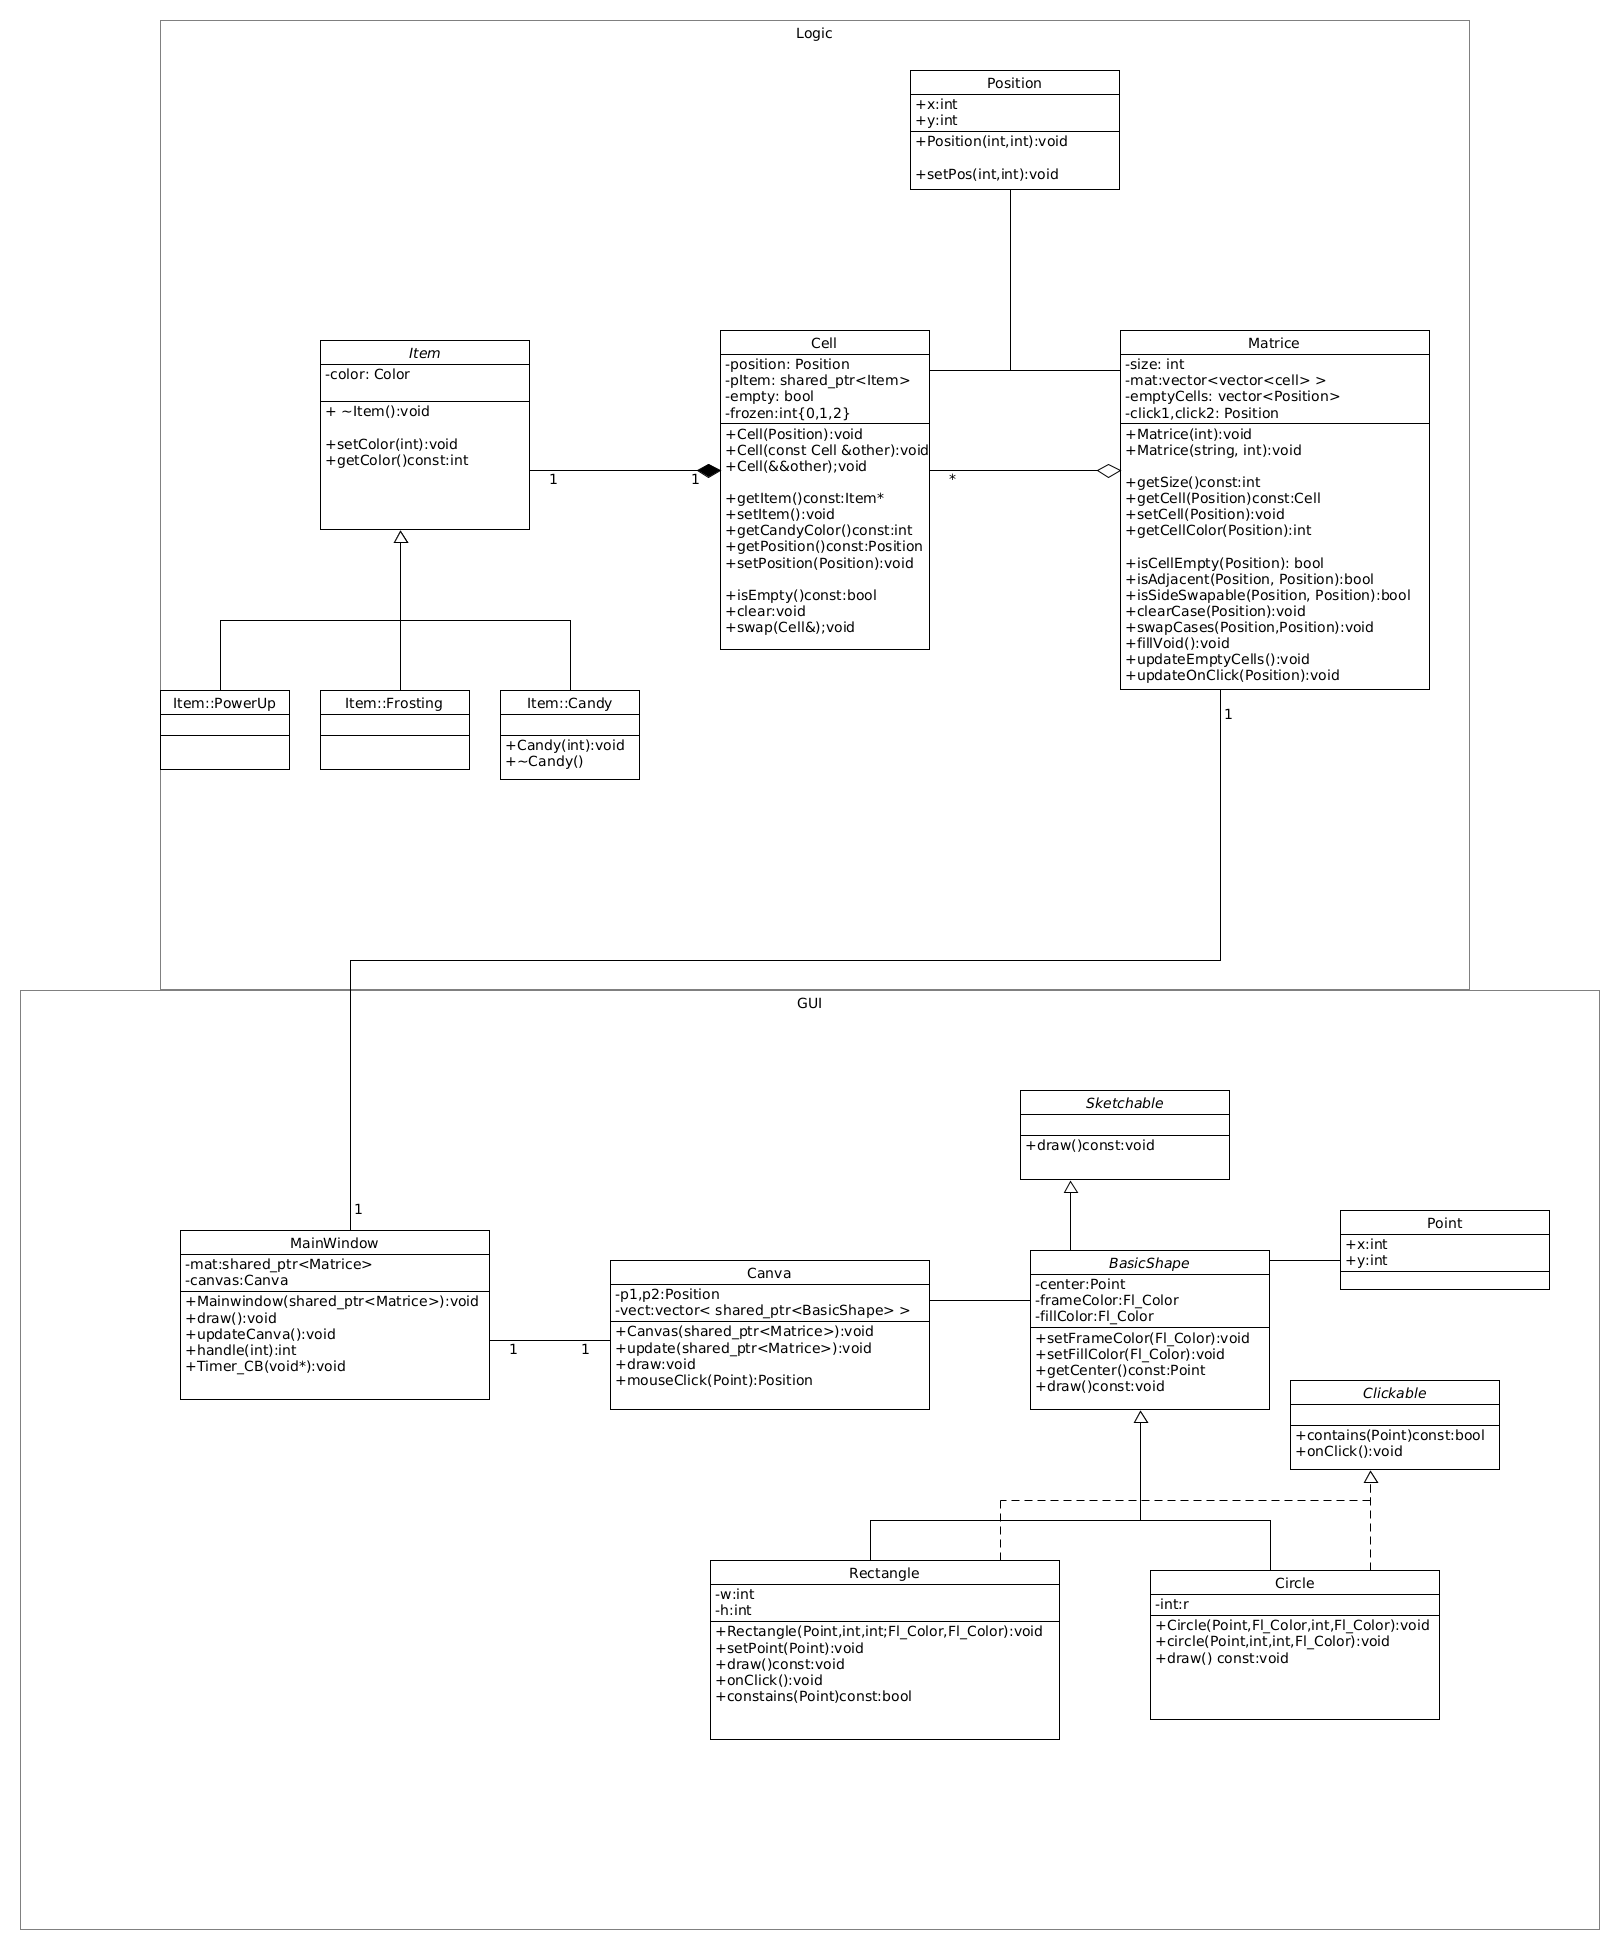 Logic
Position
+x:int
+y:int
+Position(int,int):void
+setPos(int,int):void
Item
-color: Color
+ ~Item():void
+setColor(int):void
+getColor()const:int
1
1
Cell
-position: Position
-pItem: shared_ptr<Item>
-empty: bool
-frozen:int{0,1,2}
+Cell(Position):void
+Cell(const Cell &other):void
+Cell(&&other);void
+getItem()const:Item*
+setItem():void
+getCandyColor()const:int
+getPosition()const:Position
+setPosition(Position):void
+isEmpty()const:bool
+clear:void
+swap(Cell&);void
*
Matrice
-size: int
-mat:vector<vector<cell> >
-emptyCells: vector<Position>
-click1,click2: Position
+Matrice(int):void
+Matrice(string, int):void
+getSize()const:int
+getCell(Position)const:Cell
+setCell(Position):void
+getCellColor(Position):int
+isCellEmpty(Position): bool
+isAdjacent(Position, Position):bool
+isSideSwapable(Position, Position):bool
+clearCase(Position):void
+swapCases(Position,Position):void
+fillVoid():void
+updateEmptyCells():void
+updateOnClick(Position):void
1
Item::PowerUp
Item::Frosting
Item::Candy
+Candy(int):void
+~Candy()
GUI
Sketchable
+draw()const:void
1
MainWindow
-mat:shared_ptr<Matrice>
-canvas:Canva
+Mainwindow(shared_ptr<Matrice>):void
+draw():void
+updateCanva():void
+handle(int):int
+Timer_CB(void*):void
1
1
Canva
-p1,p2:Position
-vect:vector< shared_ptr<BasicShape> >
+Canvas(shared_ptr<Matrice>):void
+update(shared_ptr<Matrice>):void
+draw:void
+mouseClick(Point):Position
BasicShape
-center:Point
-frameColor:Fl_Color
-fillColor:Fl_Color
+setFrameColor(Fl_Color):void
+setFillColor(Fl_Color):void
+getCenter()const:Point
+draw()const:void
Point
+x:int
+y:int
Clickable
+contains(Point)const:bool
+onClick():void
Rectangle
-w:int
-h:int
+Rectangle(Point,int,int;Fl_Color,Fl_Color):void
+setPoint(Point):void
+draw()const:void
+onClick():void
+constains(Point)const:bool
Circle
-int:r
+Circle(Point,Fl_Color,int,Fl_Color):void
+circle(Point,int,int,Fl_Color):void
+draw() const:void